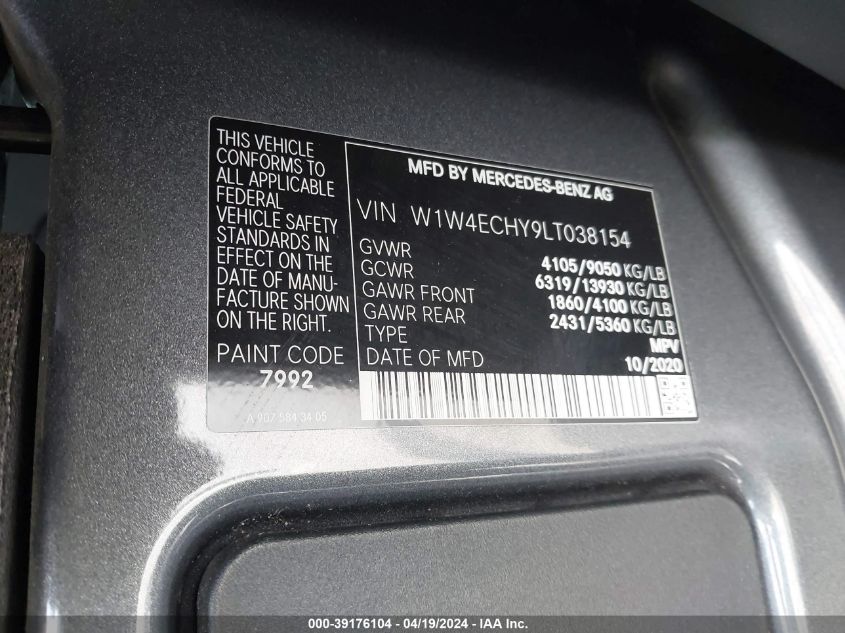 THIS VEHICLE
CONFORMS TO
ALL APPLICABLE
FEDERAL
VEHICLE SAFETY
STANDARDS IN
EFFECT ON THE
DATE OF MANU-
FACTURE SHOWN
ON THE RIGHT.
PAINT CODE
7992
A 907 584 34 05
MFD BY MERCEDES-BENZ AG
VIN W1W4ECHY9LT038154
GVWR 4105/9050 KG/LB
GCWR 6319/13930 KG/LB
GAWR FRONT 1860/4100 KG/LB
GAWR REAR 2431/5360 KG/LB
TYPE MPV
DATE OF MFD 10/2020
000-39176104 - 04/19/2024 - IAA Inc.